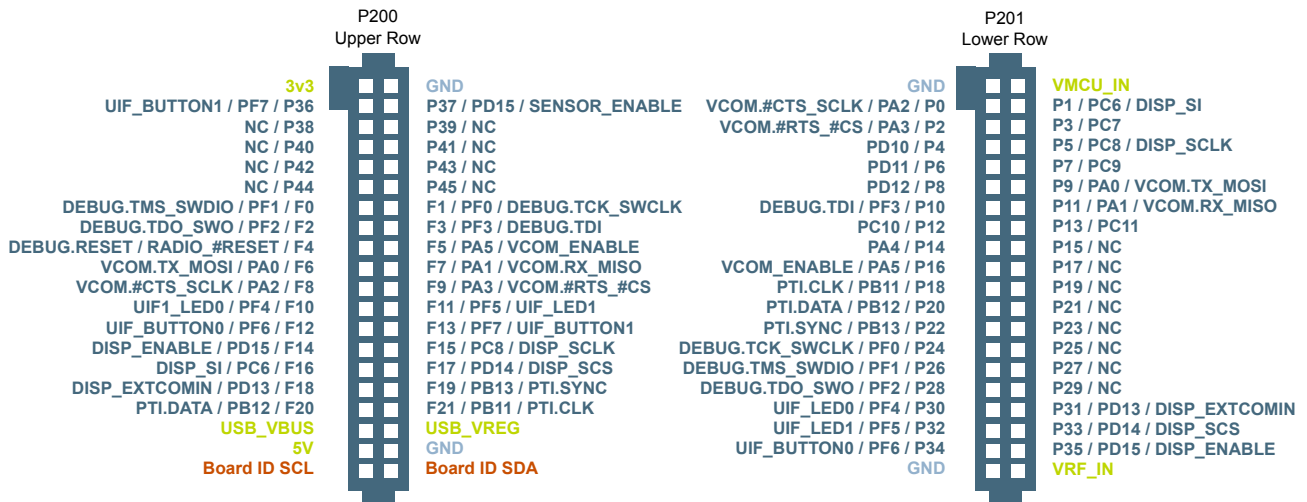 P200
Upper Row
3v3 GND
UIF_BUTTON1 / PF7 / P36 P37 / PD15 / SENSOR_ENABLE
NC / P38 P39 / NC
NC / P40 P41 / NC
NC / P42 P43 / NC
NC / P44 P45 / NC
DEBUG.TMS_SWDIO / PF1 / F0 F1 / PF0 / DEBUG.TCK_SWCLK
DEBUG.TDO_SWO / PF2 / F2 F3 / PF3 / DEBUG.TDI
DEBUG.RESET / RADIO_#RESET / F4 F5 / PA5 / VCOM_ENABLE
VCOM.TX_MOSI / PA0 / F6 F7 / PA1 / VCOM.RX_MISO
VCOM.#CTS_SCLK / PA2 / F8 F9 / PA3 / VCOM.#RTS_#CS
UIF1_LED0 / PF4 / F10 F11 / PF5 / UIF_LED1
UIF_BUTTON0 / PF6 / F12 F13 / PF7 / UIF_BUTTON1
DISP_ENABLE / PD15 / F14 F15 / PC8 / DISP_SCLK
DISP_SI / PC6 / F16 F17 / PD14 / DISP_SCS
DISP_EXTCOMIN / PD13 / F18 F19 / PB13 / PTI.SYNC
PTI.DATA / PB12 / F20 F21 / PB11 / PTI.CLK
USB_VBUS USB_VREG
5V GND
Board ID SCL Board ID SDA
P201
Lower Row
GND VMCU_IN
VCOM.#CTS_SCLK / PA2 / P0 P1 / PC6 / DISP_SI
VCOM.#RTS_#CS / PA3 / P2 P3 / PC7
PD10 / P4 P5 / PC8 / DISP_SCLK
PD11 / P6 P7 / PC9
PD12 / P8 P9 / PA0 / VCOM.TX_MOSI
DEBUG.TDI / PF3 / P10 P11 / PA1 / VCOM.RX_MISO
PC10 / P12 P13 / PC11
PA4 / P14 P15 / NC
VCOM_ENABLE / PA5 / P16 P17 / NC
PTI.CLK / PB11 / P18 P19 / NC
PTI.DATA / PB12 / P20 P21 / NC
PTI.SYNC / PB13 / P22 P23 / NC
DEBUG.TCK_SWCLK / PF0 / P24 P25 / NC
DEBUG.TMS_SWDIO / PF1 / P26 P27 / NC
DEBUG.TDO_SWO / PF2 / P28 P29 / NC
UIF_LED0 / PF4 / P30 P31 / PD13 / DISP_EXTCOMIN
UIF_LED1 / PF5 / P32 P33 / PD14 / DISP_SCS
UIF_BUTTON0 / PF6 / P34 P35 / PD15 / DISP_ENABLE
GND VRF_IN